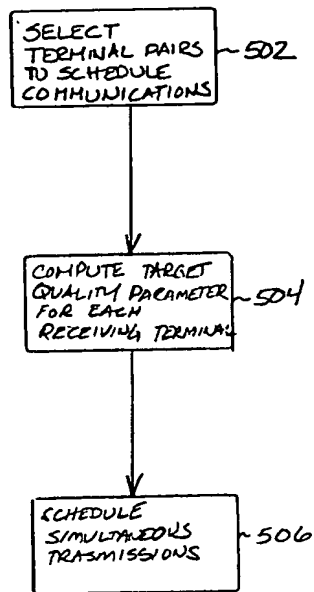 SELECT
TERMINAL PAIRS
TO SCHEDULE
COMMUNICATIONS
~502
COMPUTE TARGET
QUALITY PARAMETER
FOR EACH
RECEIVING TERMINAL
~504
SCHEDULE
SIMULTANEOUS
TRASMISSIONS
~506